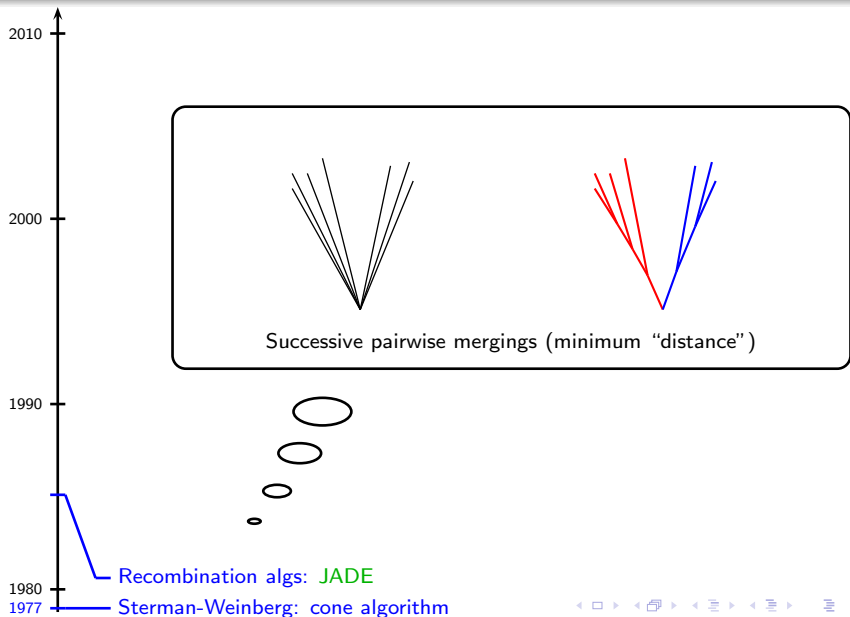 2010
2000
Successive pairwise mergings (minimum “distance”)
1990
Recombination algs: JADE
1980
1977 Sterman-Weinberg: cone algorithm